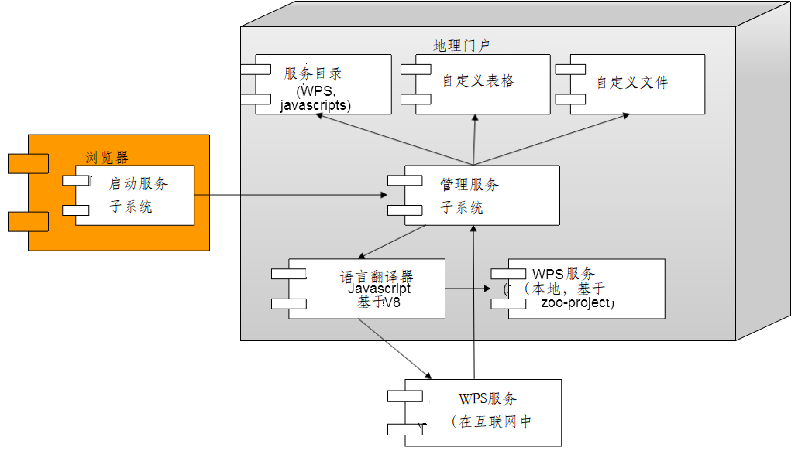 地理门户
服务目录
(WPS,
javascripts)
自定义表格
自定义文件
浏览器
启动服务
子系统
管理服务
子系统
语言翻译器
Javascript
基于V8
WPS服务
(本地，基于
zoo-project)
WPS服务
(在互联网中